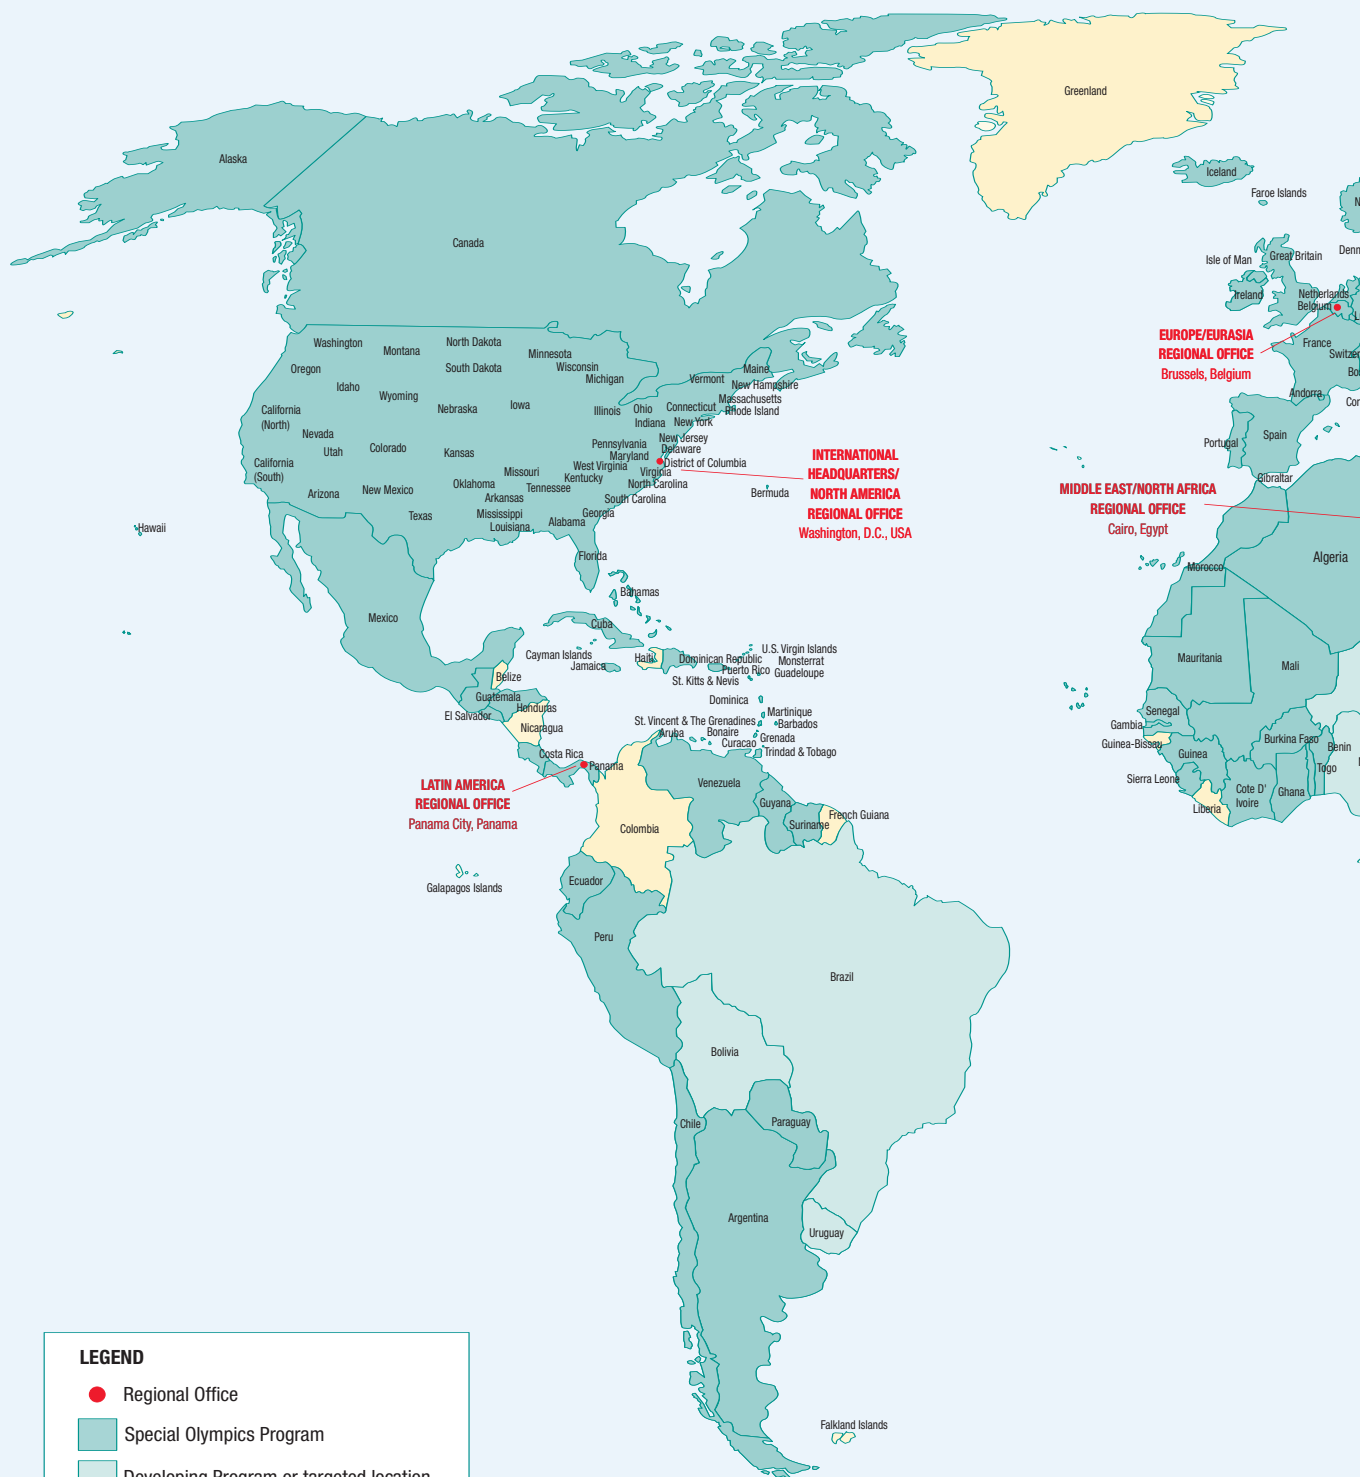 Greenland
Alaska
Iceland
Faroe Islands
Canada
Isle of Man
Great Britain
Ireland
Netherlands
Belgium
EUROPE/EURASIA
REGIONAL OFFICE
Brussels, Belgium
France
Andorra
Portugal
Spain
Gibraltar
Washington
Montana
North Dakota
Minnesota
Oregon
South Dakota
Wisconsin
Michigan
Idaho
Wyoming
Vermont
Maine
New Hampshire
Massachusetts
Rhode Island
Connecticut
California
(North)
Nebraska
Iowa
Illinois
Ohio
Indiana
New York
Nevada
Utah
Colorado
Kansas
Pennsylvania
New Jersey
Delaware
Maryland
District of Columbia
California
(South)
Missouri
West Virginia
Virginia
Kentucky
North Carolina
Arizona
New Mexico
Oklahoma
Tennessee
Arkansas
South Carolina
Texas
Mississippi
Louisiana
Alabama
Georgia
Florida
INTERNATIONAL
HEADQUARTERS/
NORTH AMERICA
REGIONAL OFFICE
Washington, D.C., USA
Bermuda
Hawaii
MIDDLE EAST/NORTH AFRICA
REGIONAL OFFICE
Cairo, Egypt
Algeria
Morocco
Mauritania
Mali
Senegal
Gambia
Guinea-Bissau
Guinea
Sierra Leone
Liberia
Cote D'
Ivoire
Burkina Faso
Ghana
Togo
Benin
Mexico
Bahamas
Cuba
Cayman Islands
Jamaica
Haiti
Dominican Republic
Puerto Rico
U.S. Virgin Islands
Monsterrat
Guadeloupe
St. Kitts & Nevis
Dominica
Martinique
Barbados
St. Vincent & The Grenadines
Aruba
Bonaire
Curacao
Grenada
Trinidad & Tobago
Belize
Guatemala
Honduras
El Salvador
Nicaragua
Costa Rica
Panama
LATIN AMERICA
REGIONAL OFFICE
Panama City, Panama
Venezuela
Guyana
Suriname
French Guiana
Colombia
Galapagos Islands
Ecuador
Peru
Brazil
Bolivia
Chile
Paraguay
Argentina
Uruguay
Falkland Islands
LEGEND
Regional Office
Special Olympics Program
Developing Program or targeted location